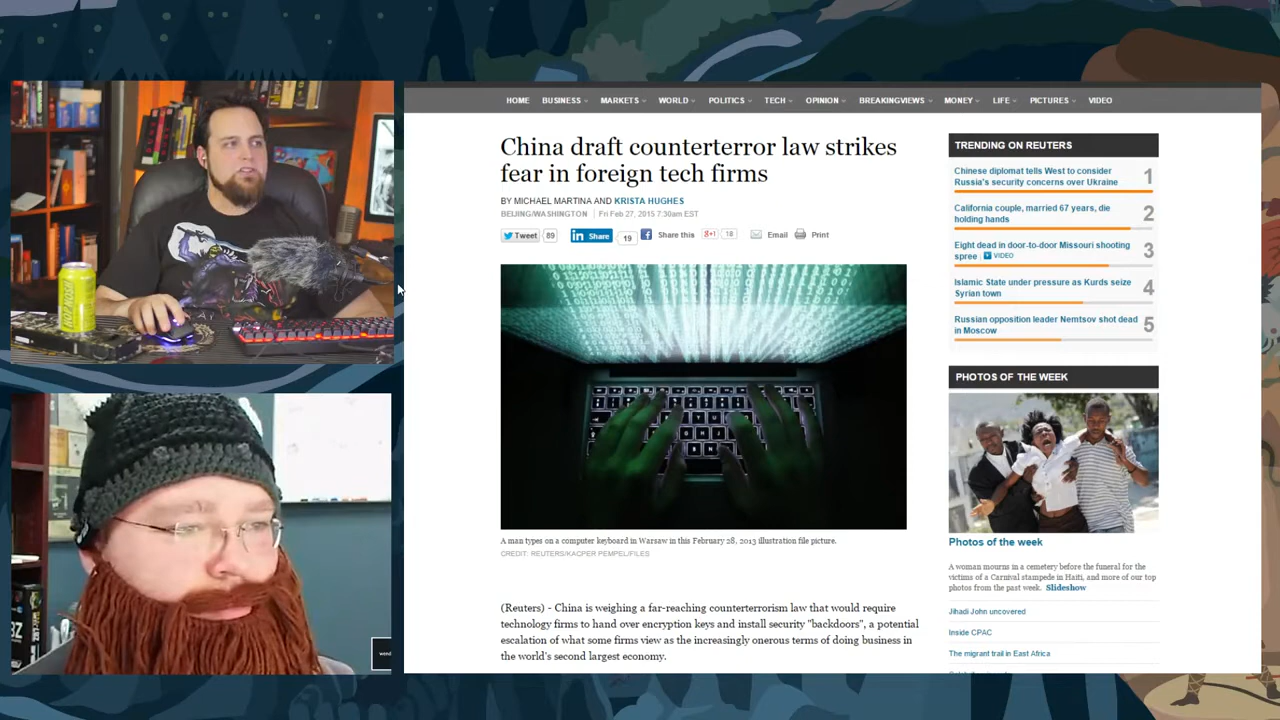 HOME BUSINESS MARKETS WORLD POLITICS TECH OPINION BREAKINGVIEWS MONEY LIFE PICTURES VIDEO
China draft counterterror law strikes
fear in foreign tech firms
BY MICHAEL MARTINA AND KRISTA HUGHES
BEIJING/WASHINGTON | Fri Feb 27, 2015 7:30am EST
Tweet 89 in Share 19 Share this g+1 18 Email Print
A man types on a computer keyboard in Warsaw in this February 28, 2013 illustration file picture.
CREDIT: REUTERS/KACPER PEMPEL/FILES
(Reuters) - China is weighing a far-reaching counterterrorism law that would require
technology firms to hand over encryption keys and install security "backdoors", a potential
escalation of what some firms view as the increasingly onerous terms of doing business in
the world's second largest economy.
TRENDING ON REUTERS
Chinese diplomat tells West to consider
Russia's security concerns over Ukraine
1
California couple, married 67 years, die
holding hands
2
Eight dead in door-to-door Missouri shooting
spree | VIDEO
3
Islamic State under pressure as Kurds seize
Syrian town
4
Russian opposition leader Nemtsov shot dead
in Moscow
5
PHOTOS OF THE WEEK
Photos of the week
A woman mourns in a cemetery before the funeral for the
victims of a Carnival stampede in Haiti, and more of our top
photos from the past week. Slideshow
Jihadi John uncovered
Inside CPAC
The migrant trail in East Africa